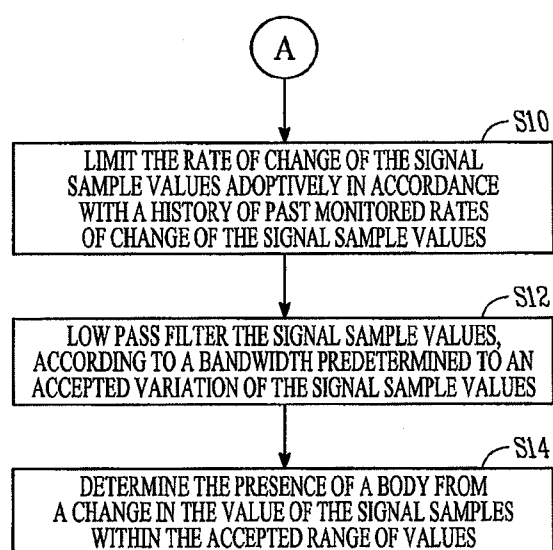 A
S10
LIMIT THE RATE OF CHANGE OF THE SIGNAL
SAMPLE VALUES ADOPTIVELY IN ACCORDANCE
WITH A HISTORY OF PAST MONITORED RATES
OF CHANGE OF THE SIGNAL SAMPLE VALUES
S12
LOW PASS FILTER THE SIGNAL SAMPLE VALUES,
ACCORDING TO A BANDWIDTH PREDETERMINED TO AN
ACCEPTED VARIATION OF THE SIGNAL SAMPLE VALUES
S14
DETERMINE THE PRESENCE OF A BODY FROM
A CHANGE IN THE VALUE OF THE SIGNAL SAMPLES
WITHIN THE ACCEPTED RANGE OF VALUES